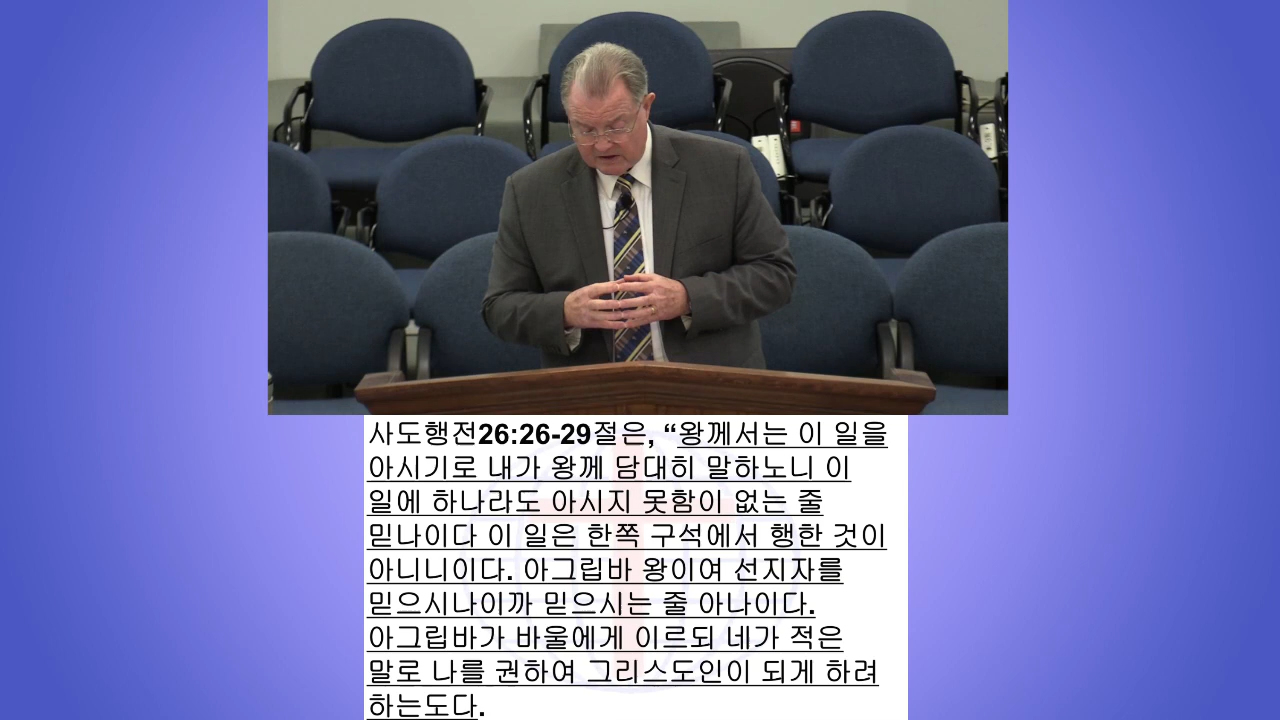 사도행전26:26-29절은, “왕께서는 이 일을
아시기로 내가 왕께 담대히 말하노니 이
일에 하나라도 아시지 못함이 없는 줄
믿나이다 이 일은 한쪽 구석에서 행한 것이
아니니이다. 아그립바 왕이여 선지자를
믿으시나이까 믿으시는 줄 아나이다.
아그립바가 바울에게 이르되 네가 적은
말로 나를 권하여 그리스도인이 되게 하려
하는도다.